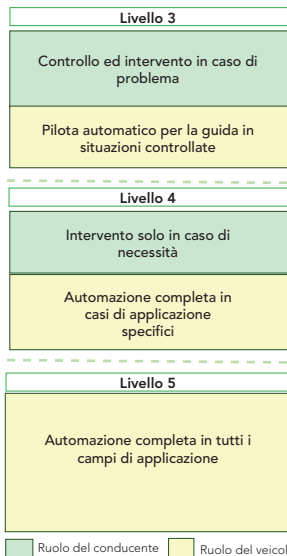 Livello 3
Controllo ed intervento in caso di
problema
Pilota automatico per la guida in
situazioni controllate
Livello 4
Intervento solo in caso di
necessità
Automazione completa in
casi di applicazione
specifici
Livello 5
Automazione completa in tutti i
campi di applicazione
Ruolo del conducente
Ruolo del veicol